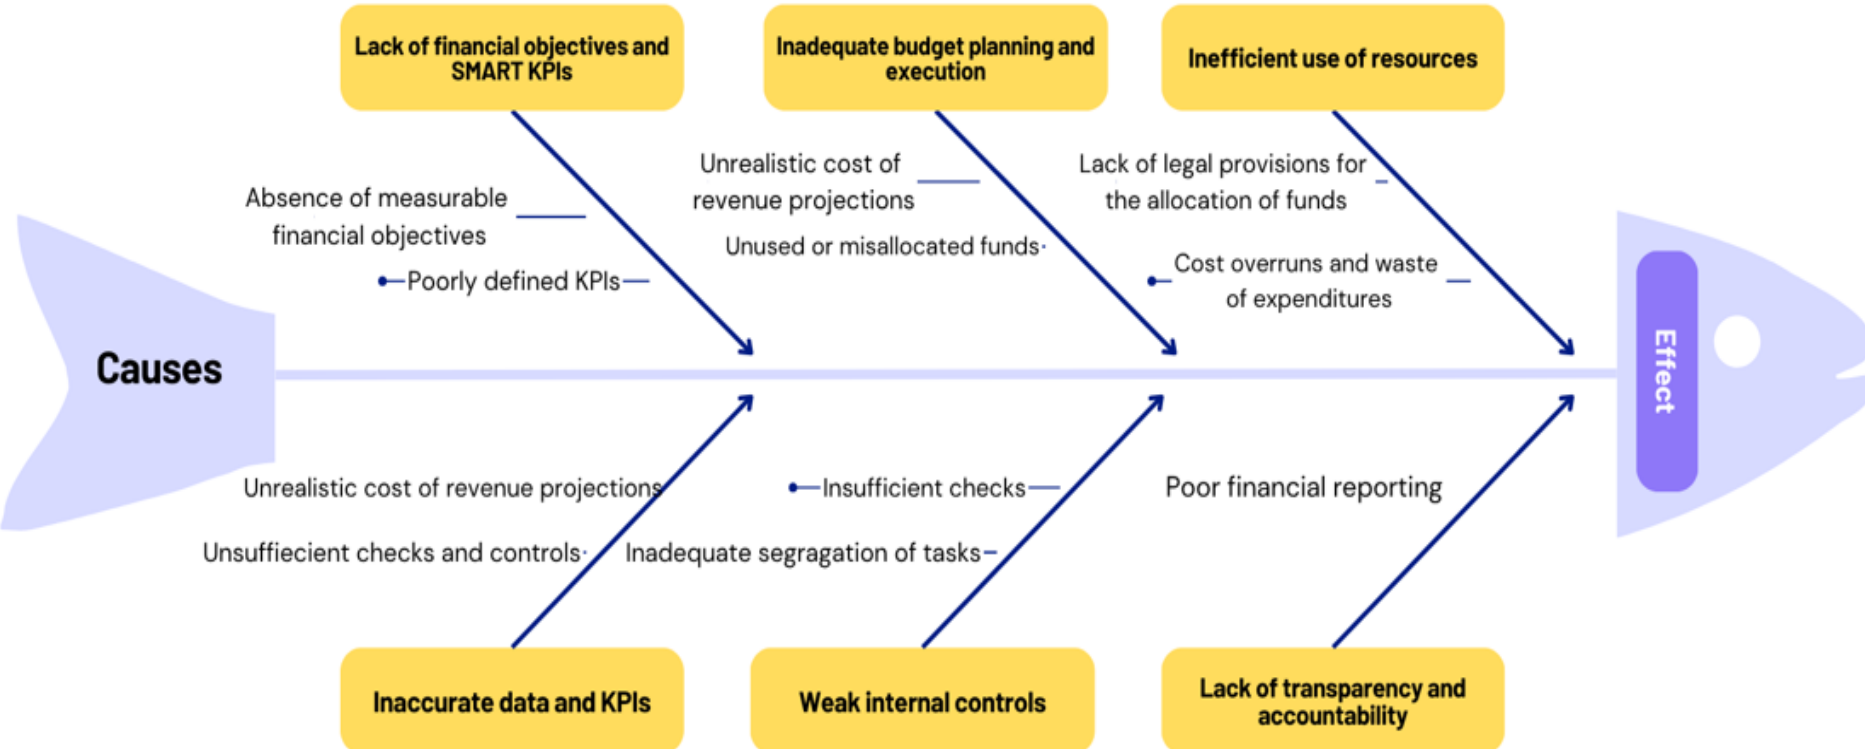 Lack of financial objectives and
SMART KPIs
Inadequate budget planning and
execution
Inefficient use of resources
Absence of measurable
financial objectives
Poorly defined KPIs
Unrealistic cost of
revenue projections
Unused or misallocated funds
Lack of legal provisions for
the allocation of funds
Cost overruns and waste
of expenditures
Causes
Effect
Unrealistic cost of revenue projections
Unsuffiecient checks and controls
Insufficient checks
Inadequate segragation of tasks
Poor financial reporting
Inaccurate data and KPIs
Weak internal controls
Lack of transparency and
accountability